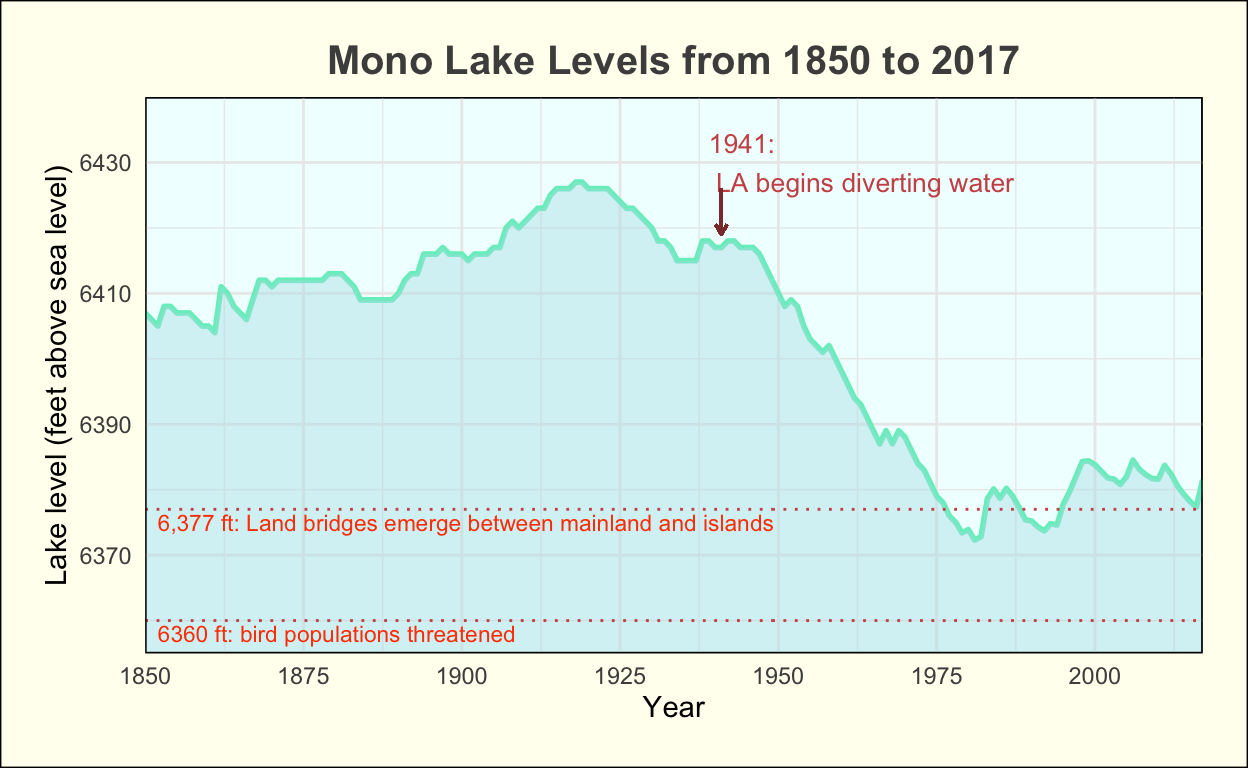 Mono Lake Levels from 1850 to 2017
1941:
LA begins diverting water
Lake level (feet above sea level)
6430
6410
6390
6370
6,377 ft: Land bridges emerge between mainland and islands
6360 ft: bird populations threatened
1850 1875 1900 1925 1950 1975 2000
Year